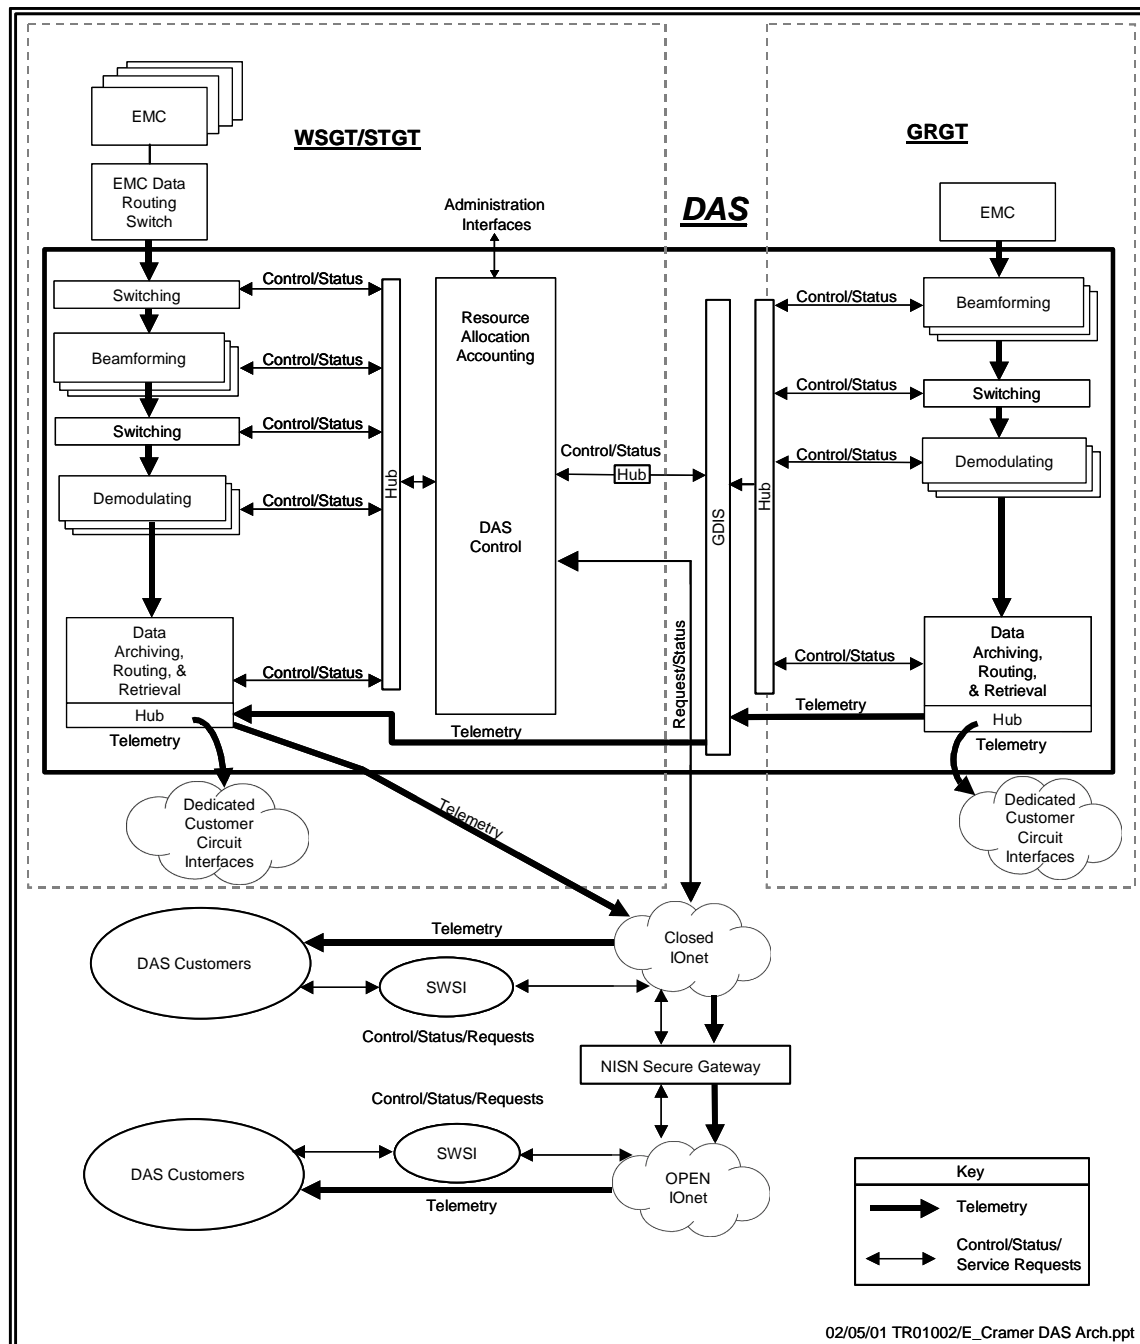 WSGT/STGT
GRGT
DAS
EMC
EMC Data
Routing
Switch
Administration
Interfaces
EMC
Switching
Control/Status
Beamforming
Control/Status
Switching
Control/Status
Demodulating
Control/Status
Data
Archiving,
Routing, &
Retrieval
Hub
Control/Status
Telemetry
Hub
Resource
Allocation
Accounting
DAS
Control
Control/Status
Hub
Request/Status
GDIS
Hub
Control/Status
Beamforming
Control/Status
Switching
Control/Status
Demodulating
Control/Status
Data
Archiving,
Routing,
& Retrieval
Hub
Telemetry
Telemetry
Telemetry
Telemetry
Dedicated
Customer
Circuit
Interfaces
Dedicated
Customer
Circuit
Interfaces
Telemetry
Closed
IOnet
DAS Customers
SWSI
Control/Status/Requests
NISN Secure Gateway
Control/Status/Requests
DAS Customers
SWSI
OPEN
IOnet
Telemetry
Key
Telemetry
Control/Status/
Service Requests
02/05/01 TR01002/E_Cramer DAS Arch.ppt